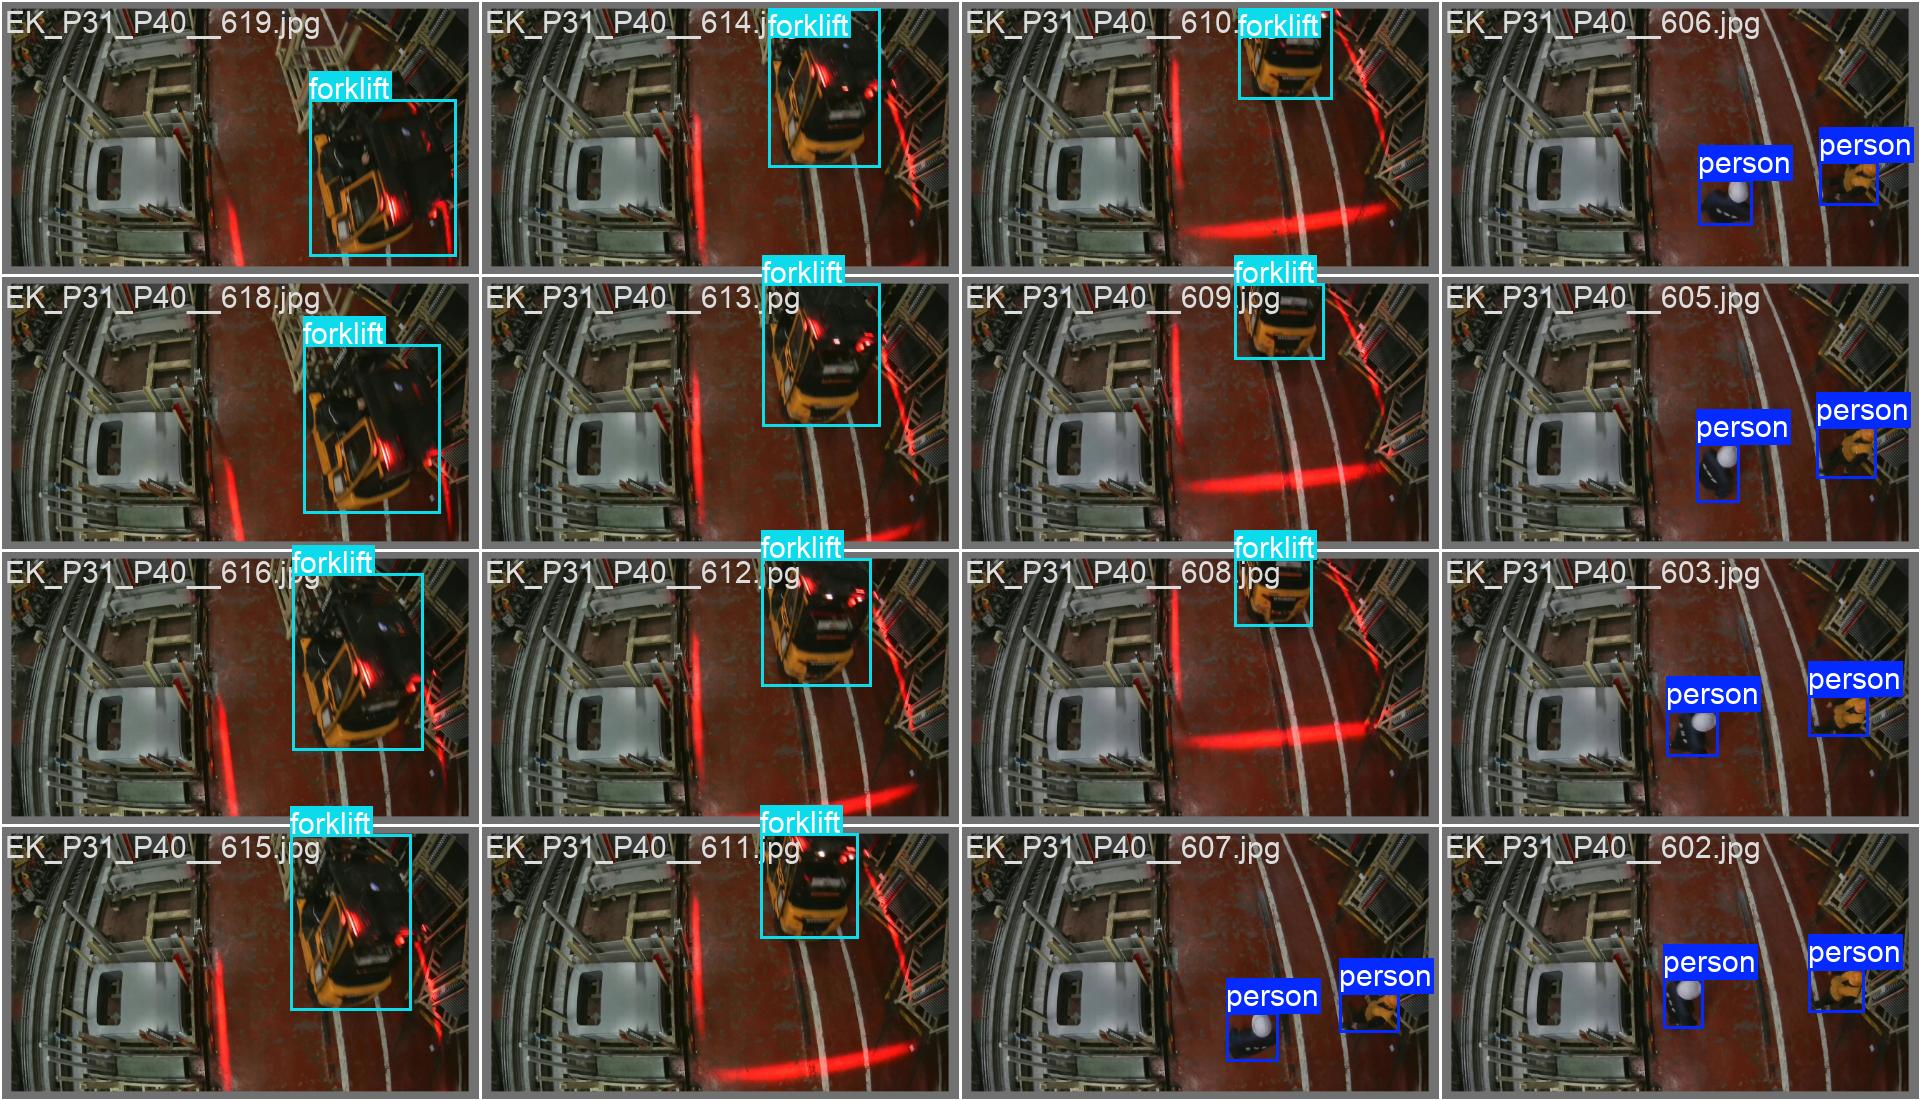 EK_P31_P40__619.jpg
forklift
EK_P31_P40__614.j
forklift
EK_P31_P40__610.
forklift
EK_P31_P40__606.jpg
person
person
EK_P31_P40__618.jpg
forklift
EK_P31_P40__613.jpg
forklift
EK_P31_P40__609.jpg
forklift
EK_P31_P40__605.jpg
person
person
EK_P31_P40__616.jpg
forklift
EK_P31_P40__612.jpg
forklift
EK_P31_P40__608.jpg
forklift
EK_P31_P40__603.jpg
person
person
EK_P31_P40__615.jpg
forklift
EK_P31_P40__611.jpg
forklift
EK_P31_P40__607.jpg
person
person
EK_P31_P40__602.jpg
person
person